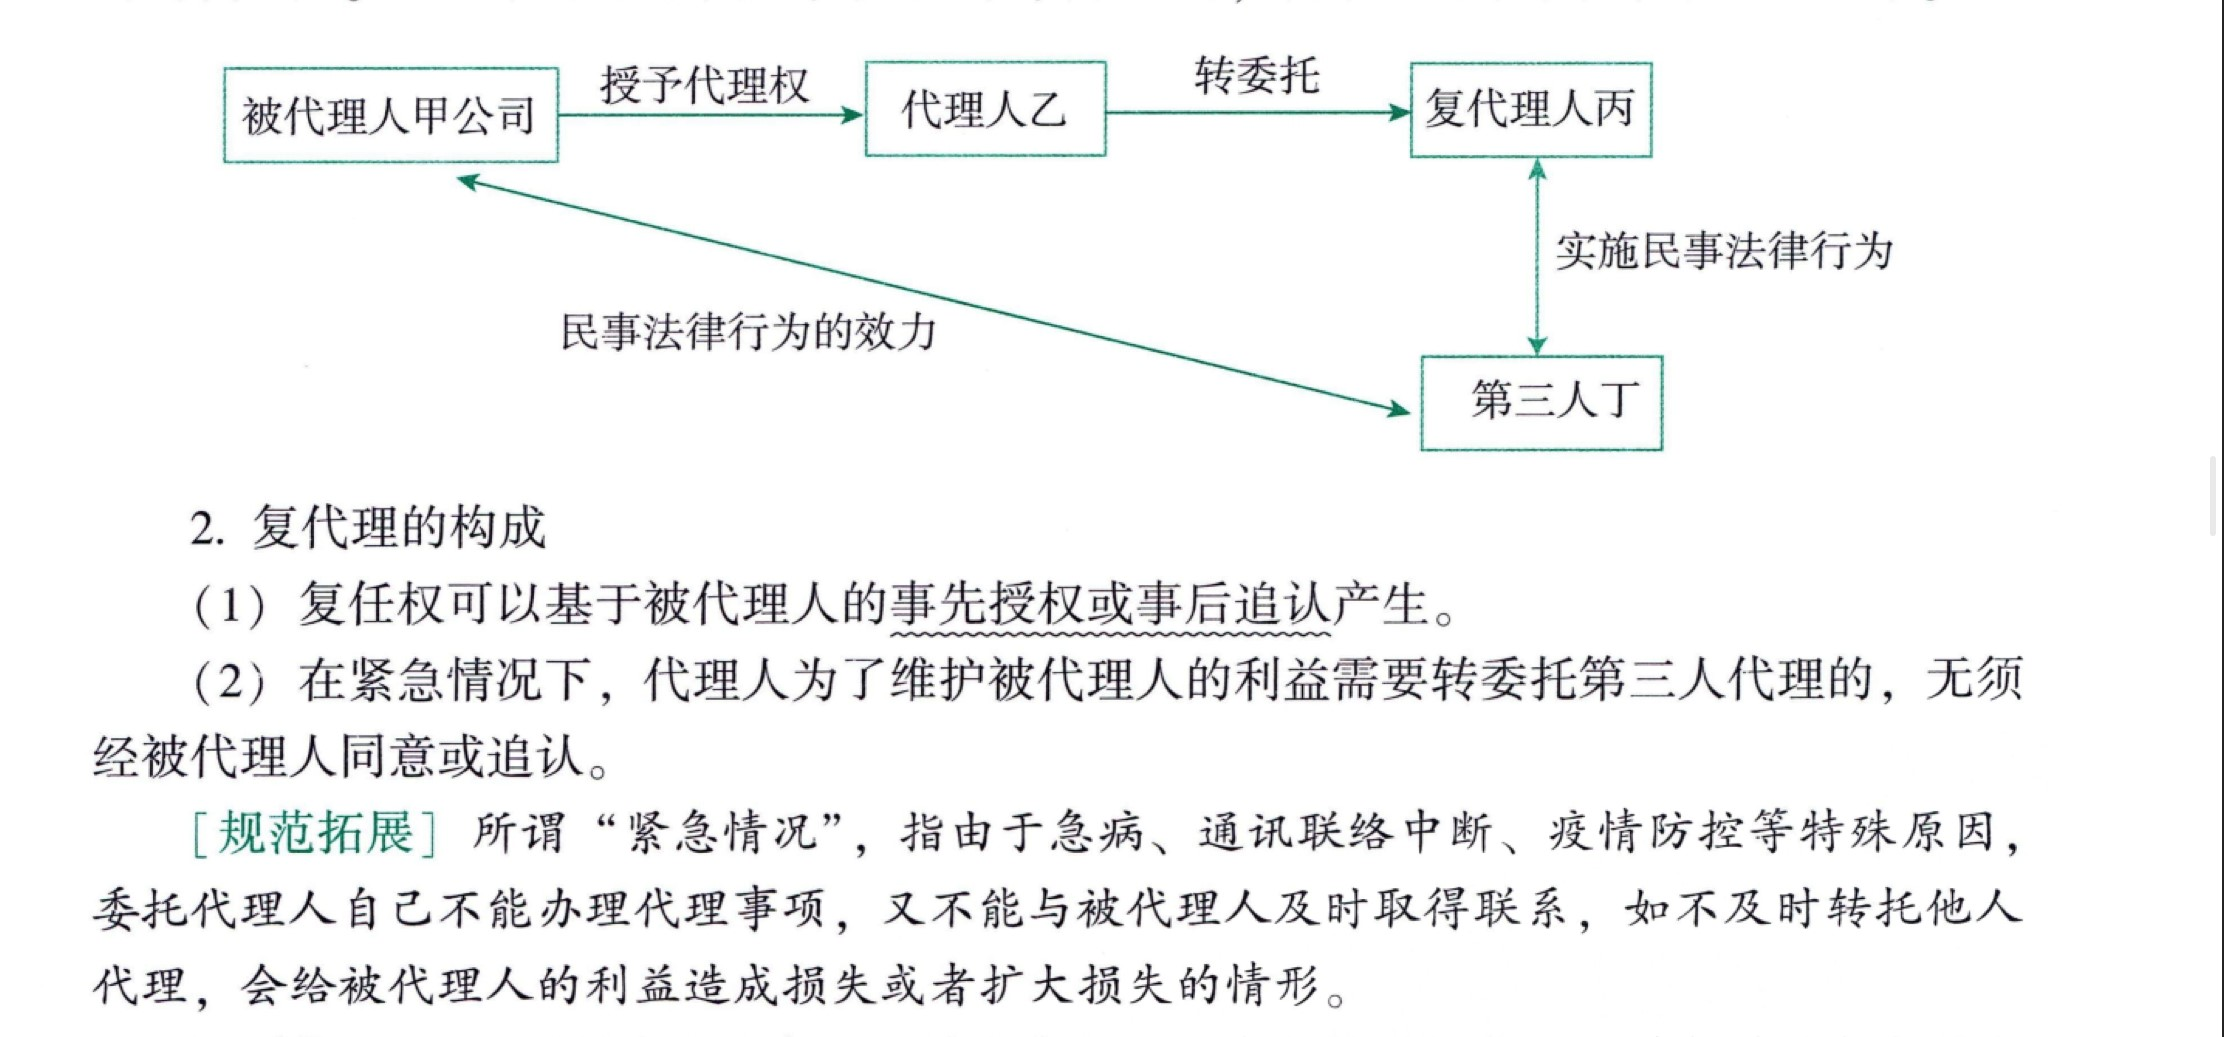 被代理人甲公司
授予代理权
代理人乙
转委托
复代理人丙
实施民事法律行为
民事法律行为的效力
第三人丁
2. 复代理的构成
（1）复任权可以基于被代理人的事先授权或事后追认产生。
（2）在紧急情况下，代理人为了维护被代理人的利益需要转委托第三人代理的，无须
经被代理人同意或追认。
［规范拓展］所谓“紧急情况”，指由于急病、通讯联络中断、疫情防控等特殊原因，
委托代理人自己不能办理代理事项，又不能与被代理人及时取得联系，如不及时转托他人
代理，会给被代理人的利益造成损失或者扩大损失的情形。